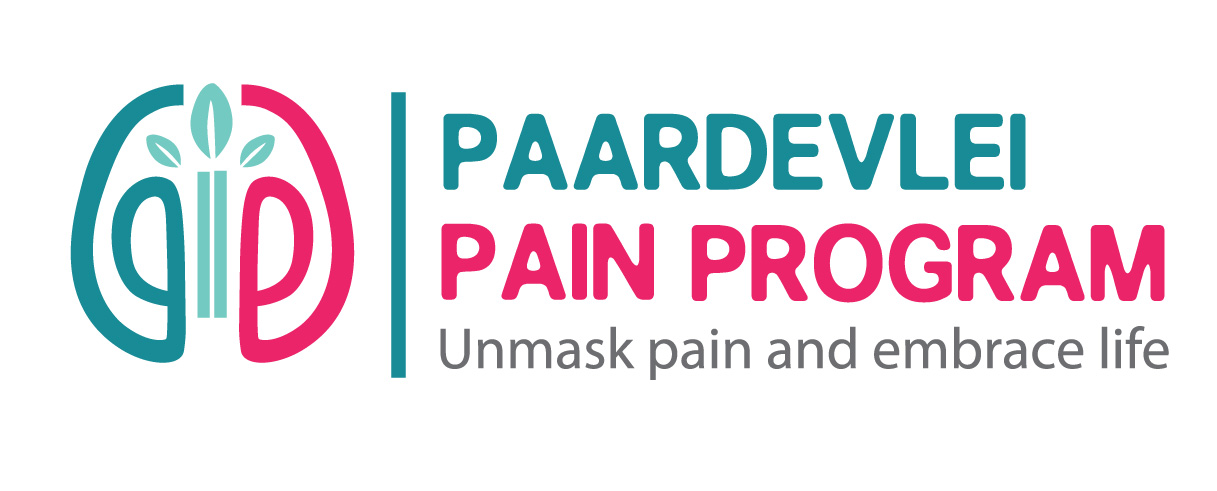 PAARDEVLEI
PAIN PROGRAM
Unmask pain and embrace life